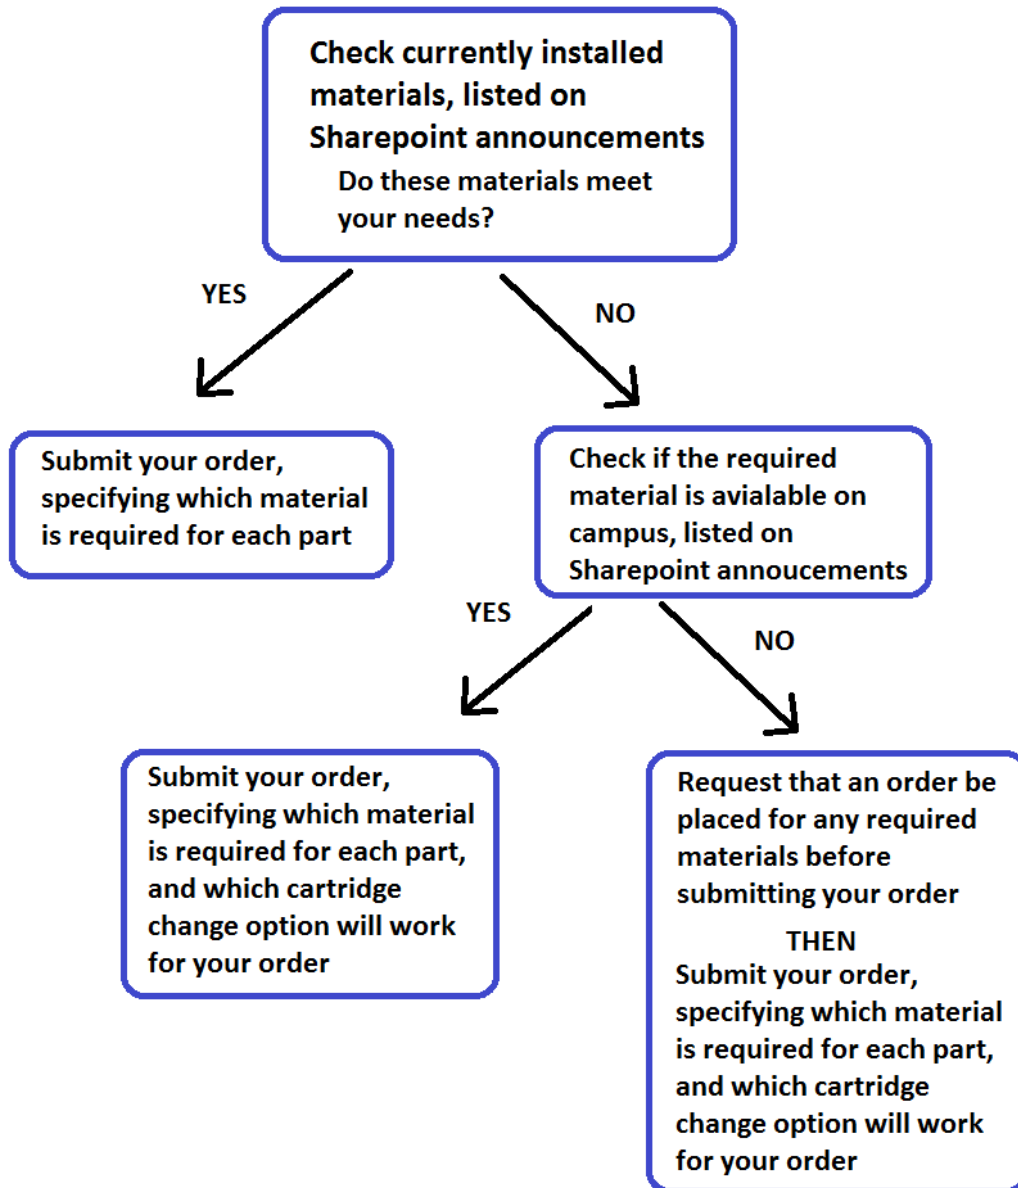 Check currently installed
materials, listed on
Sharepoint announcements
Do these materials meet
your needs?
YES
NO
Submit your order,
specifying which material
is required for each part
Check if the required
material is avialable on
campus, listed on
Sharepoint annoucements
YES
NO
Submit your order,
specifying which material
is required for each part,
and which cartridge
change option will work
for your order
Request that an order be
placed for any required
materials before
submitting your order
THEN
Submit your order,
specifying which material
is required for each part,
and which cartridge
change option will work
for your order